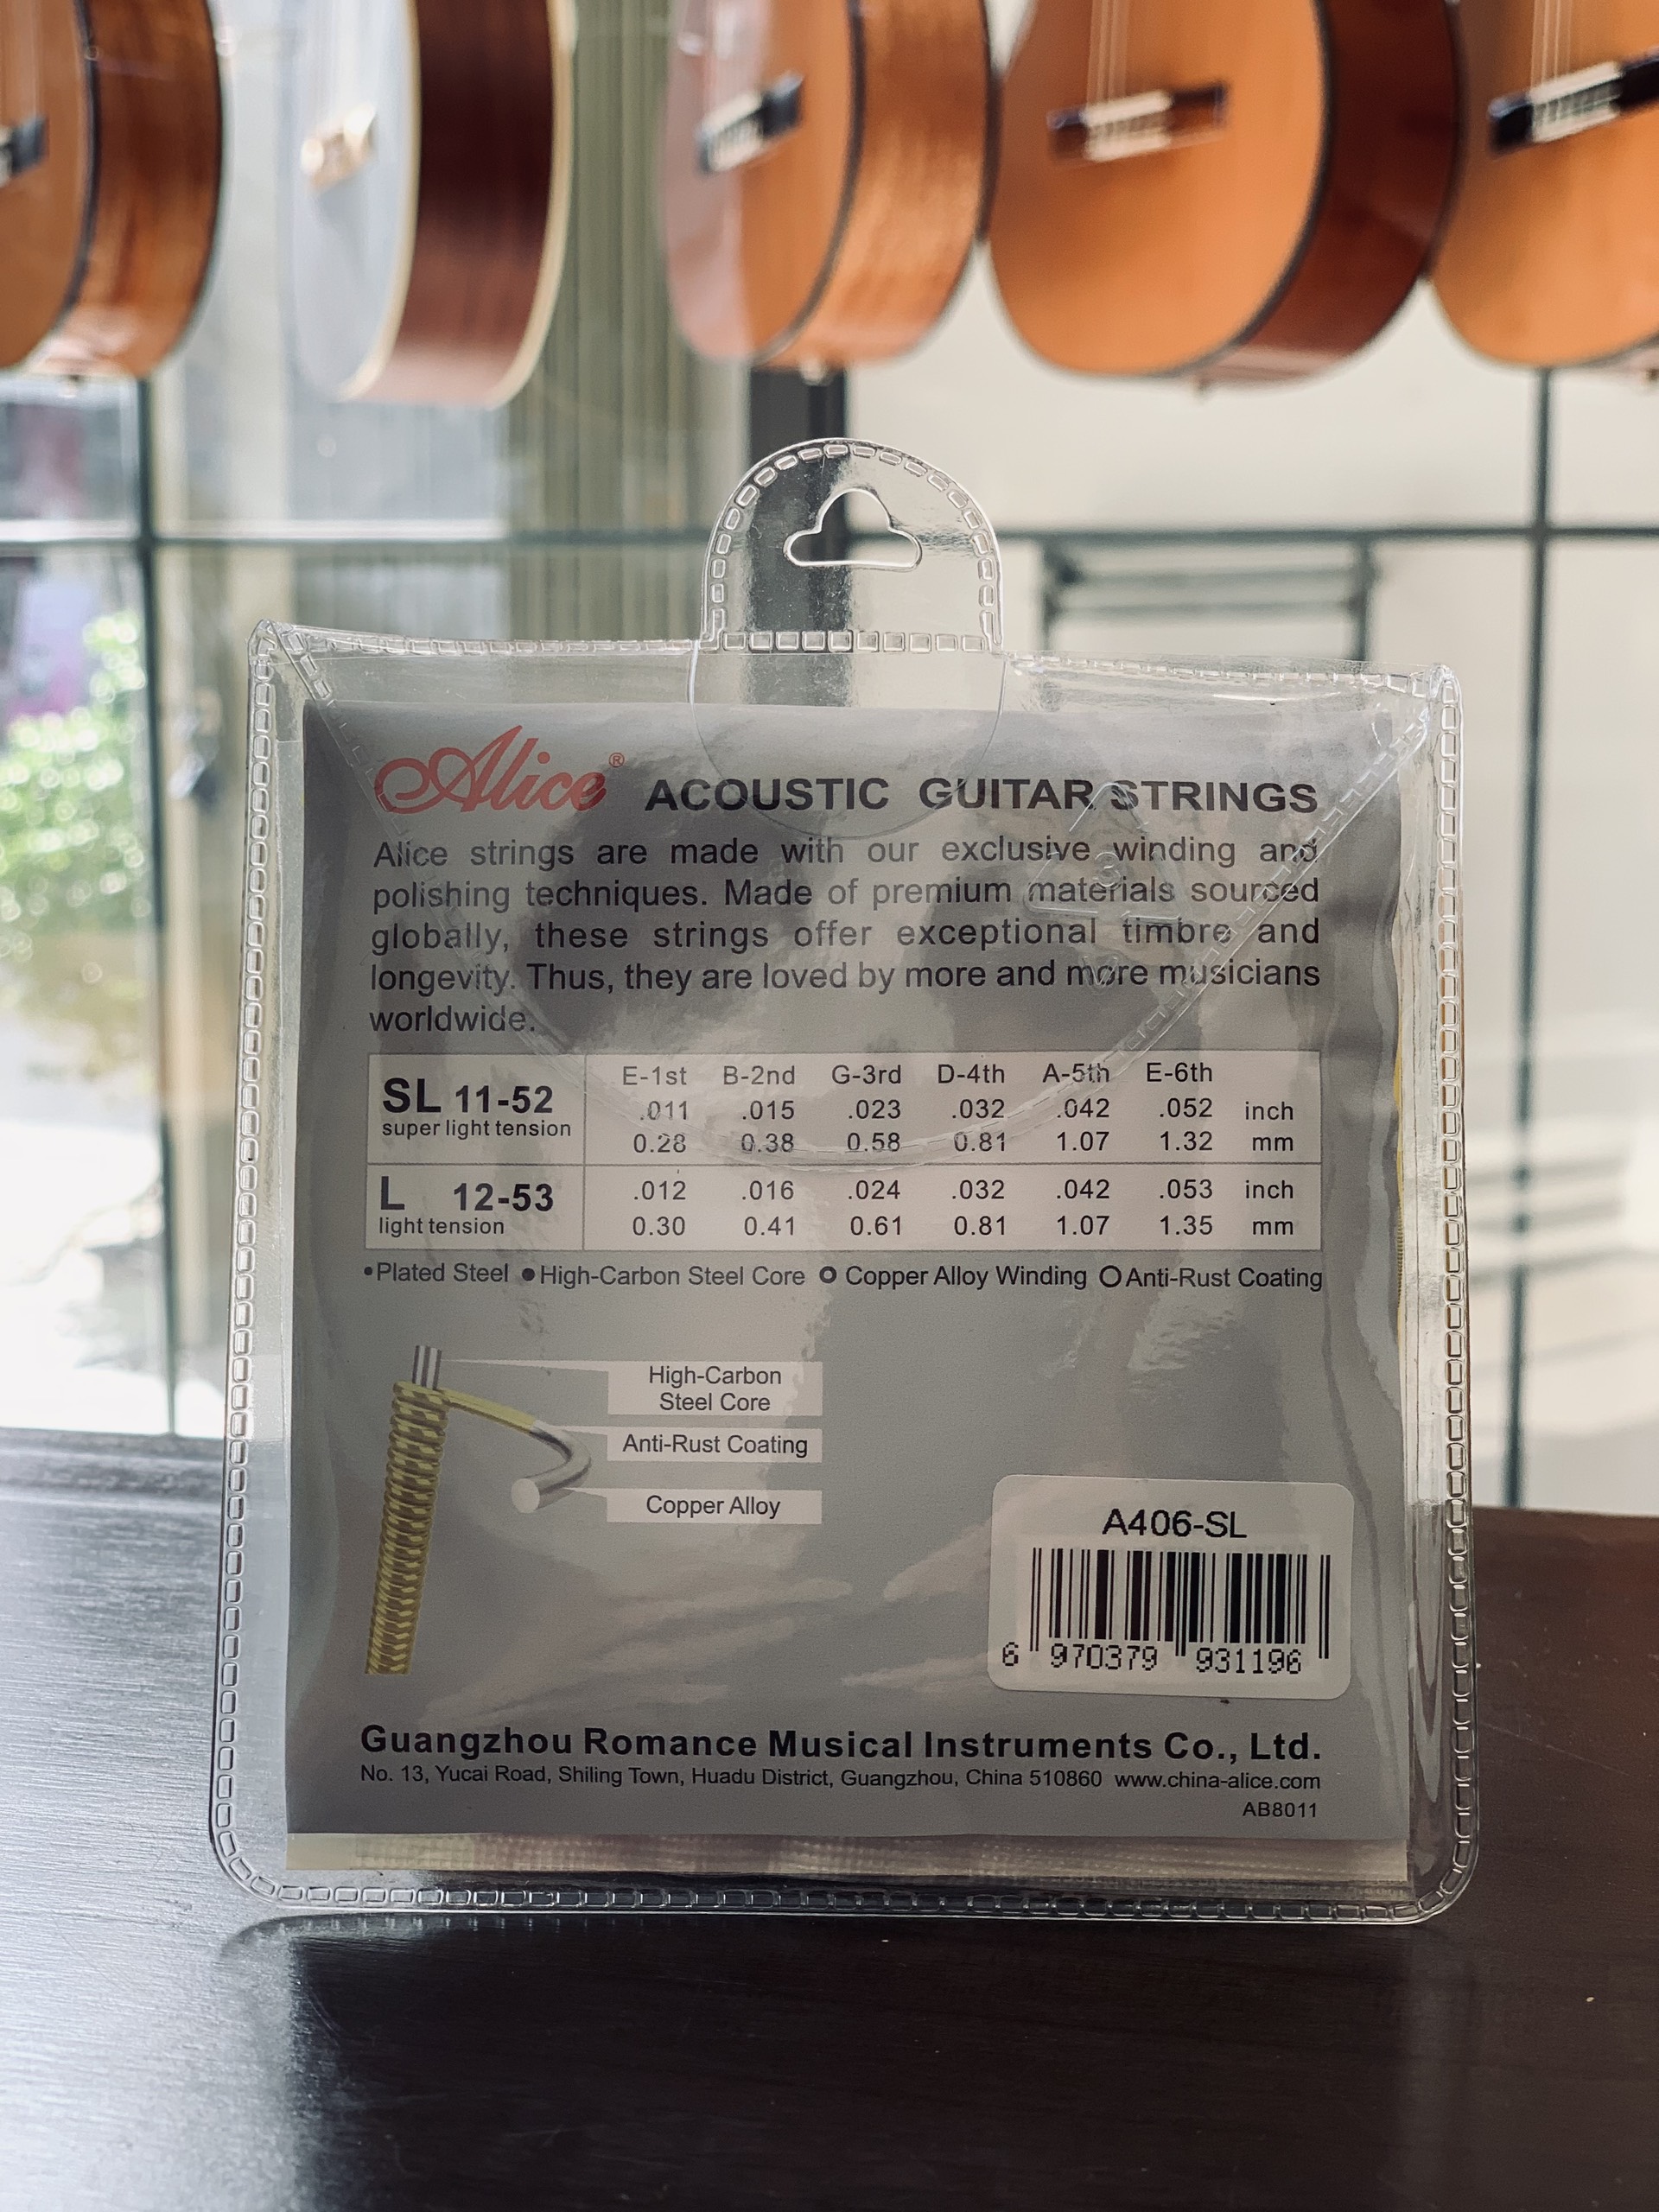 Alice® ACOUSTIC GUITAR STRINGS
Alice strings are made with our exclusive winding and
polishing techniques. Made of premium materials sourced
globally, these strings offer exceptional timbre and
longevity. Thus, they are loved by more and more musicians
worldwide.
E-1st B-2nd G-3rd D-4th A-5th E-6th
SL 11-52 .011 .015 .023 .032 .042 .052 inch
super light tension 0.28 0.38 0.58 0.81 1.07 1.32 mm
L 12-53 .012 .016 .024 .032 .042 .053 inch
light tension 0.30 0.41 0.61 0.81 1.07 1.35 mm
•Plated Steel ●High-Carbon Steel Core Copper Alloy Winding Anti-Rust Coating
High-Carbon
Steel Core
Anti-Rust Coating
Copper Alloy
A406-SL
6 970379 931196
Guangzhou Romance Musical Instruments Co., Ltd.
No. 13, Yucai Road, Shiling Town, Huadu District, Guangzhou, China 510860 www.china-alice.com
AB8011